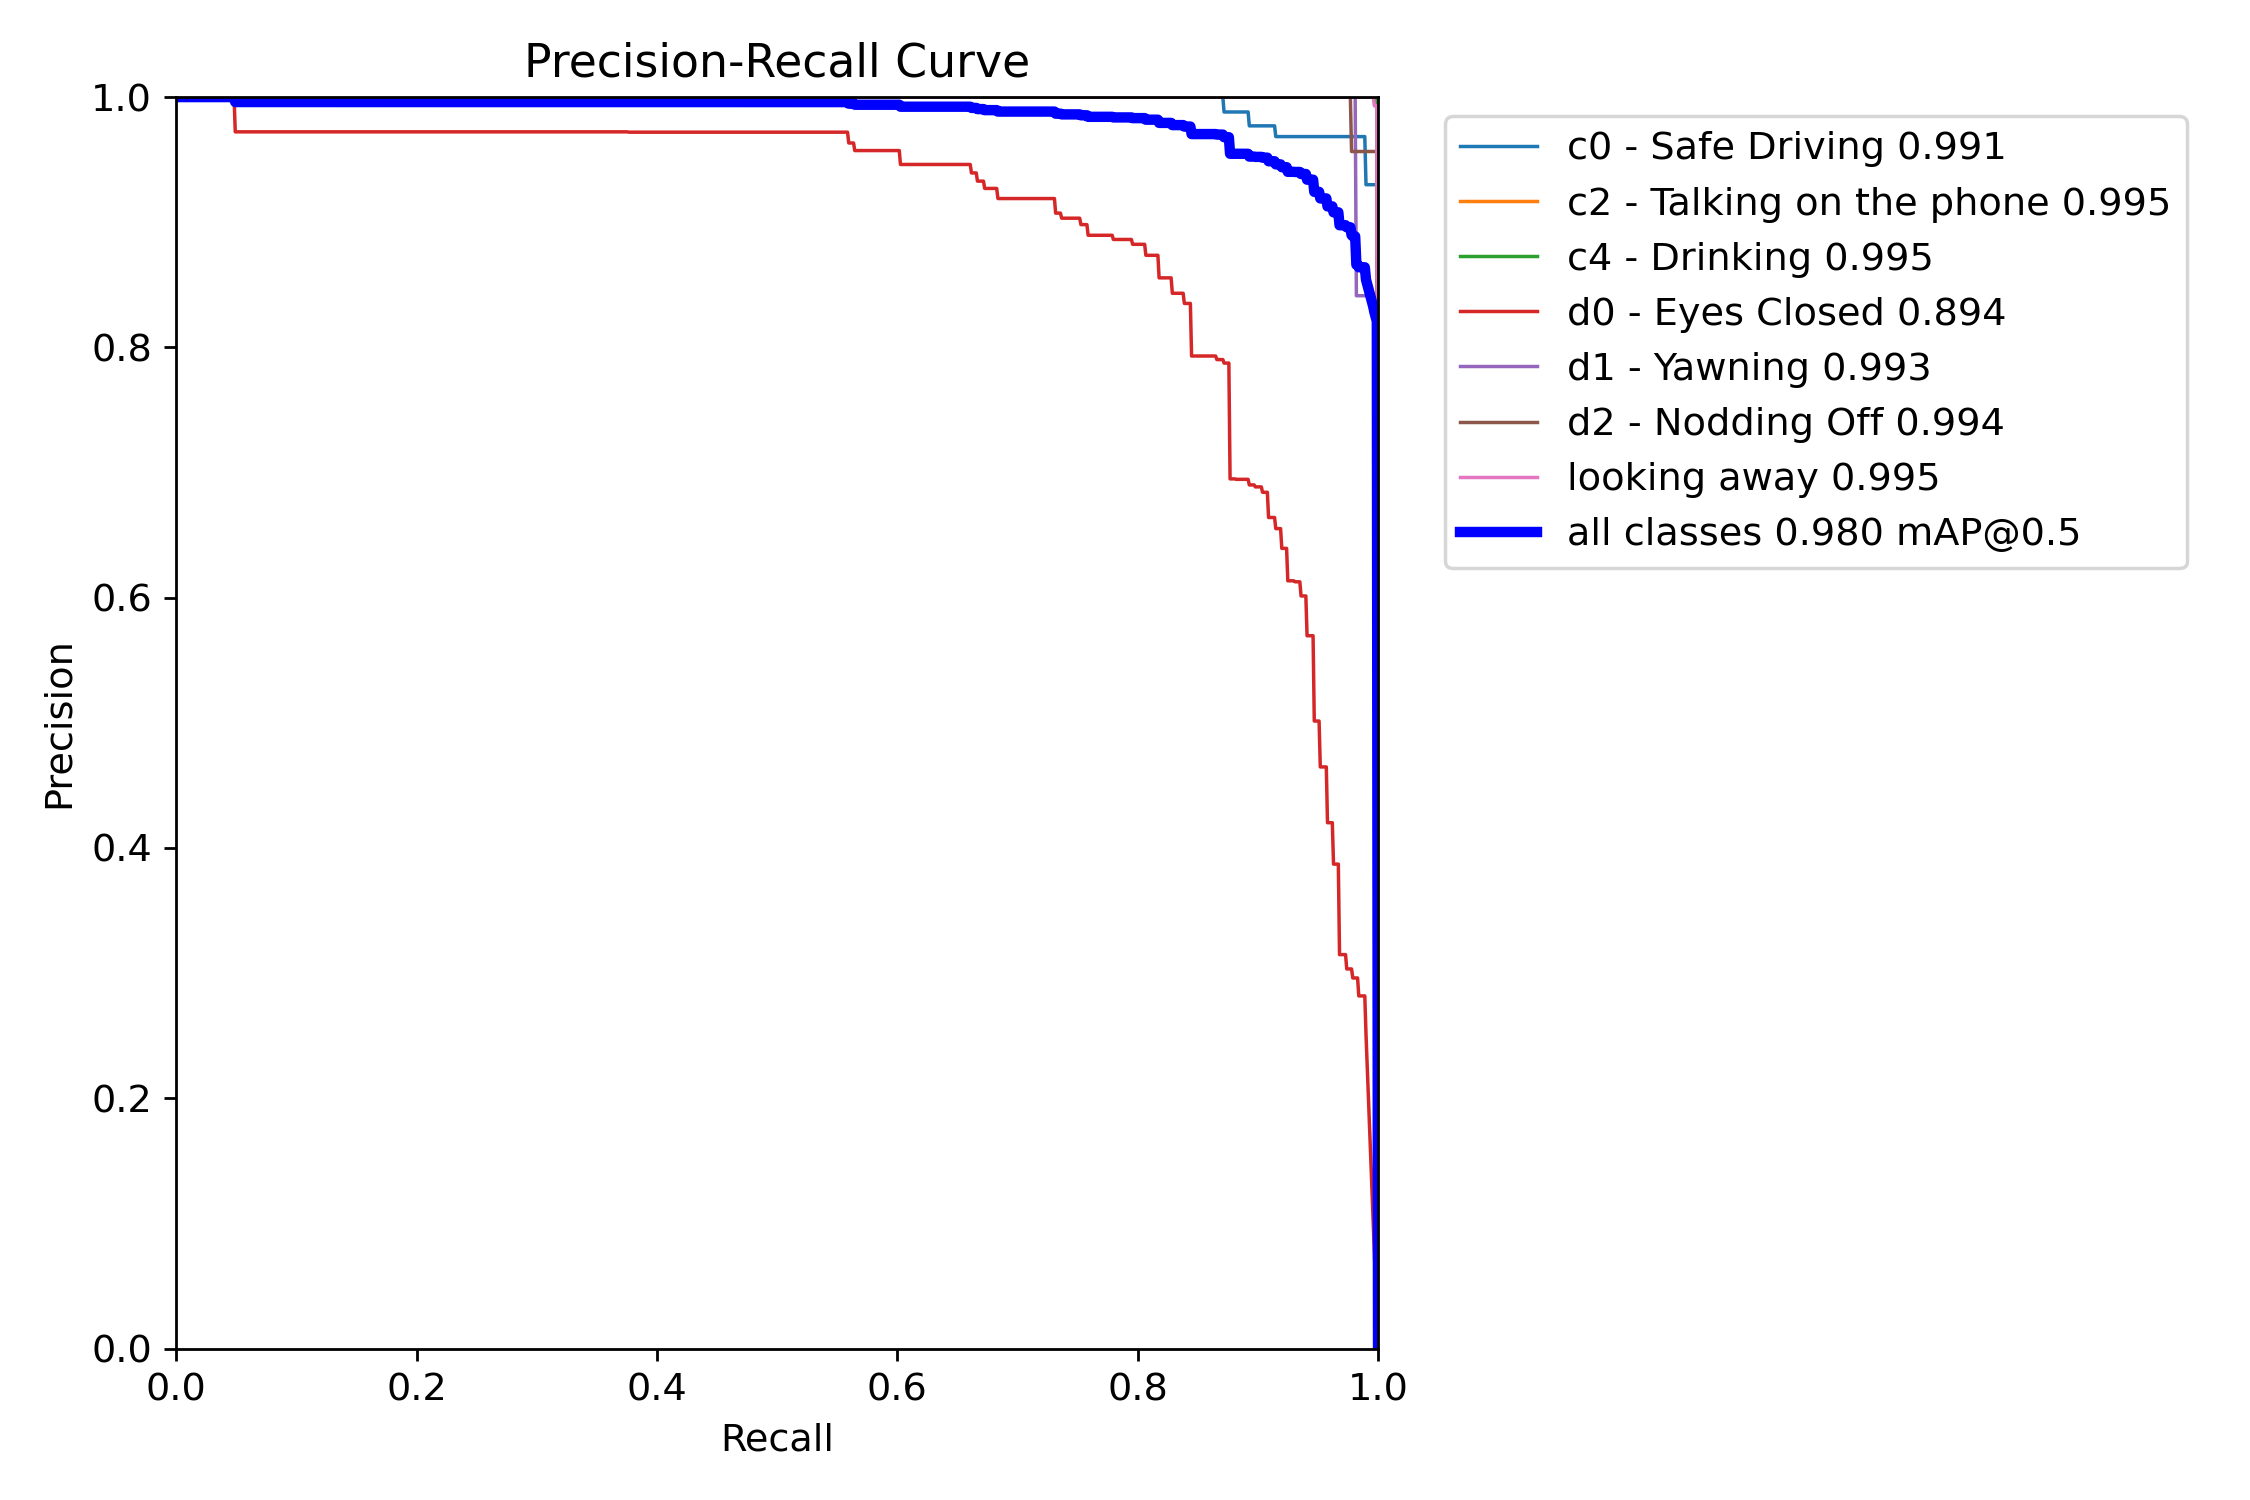 Precision-Recall Curve
1.0
0.8
0.6
0.4
0.2
0.0
Precision
0.0 0.2 0.4 0.6 0.8 1.0
Recall
c0 - Safe Driving 0.991
c2 - Talking on the phone 0.995
c4 - Drinking 0.995
d0 - Eyes Closed 0.894
d1 - Yawning 0.993
d2 - Nodding Off 0.994
looking away 0.995
all classes 0.980 mAP@0.5